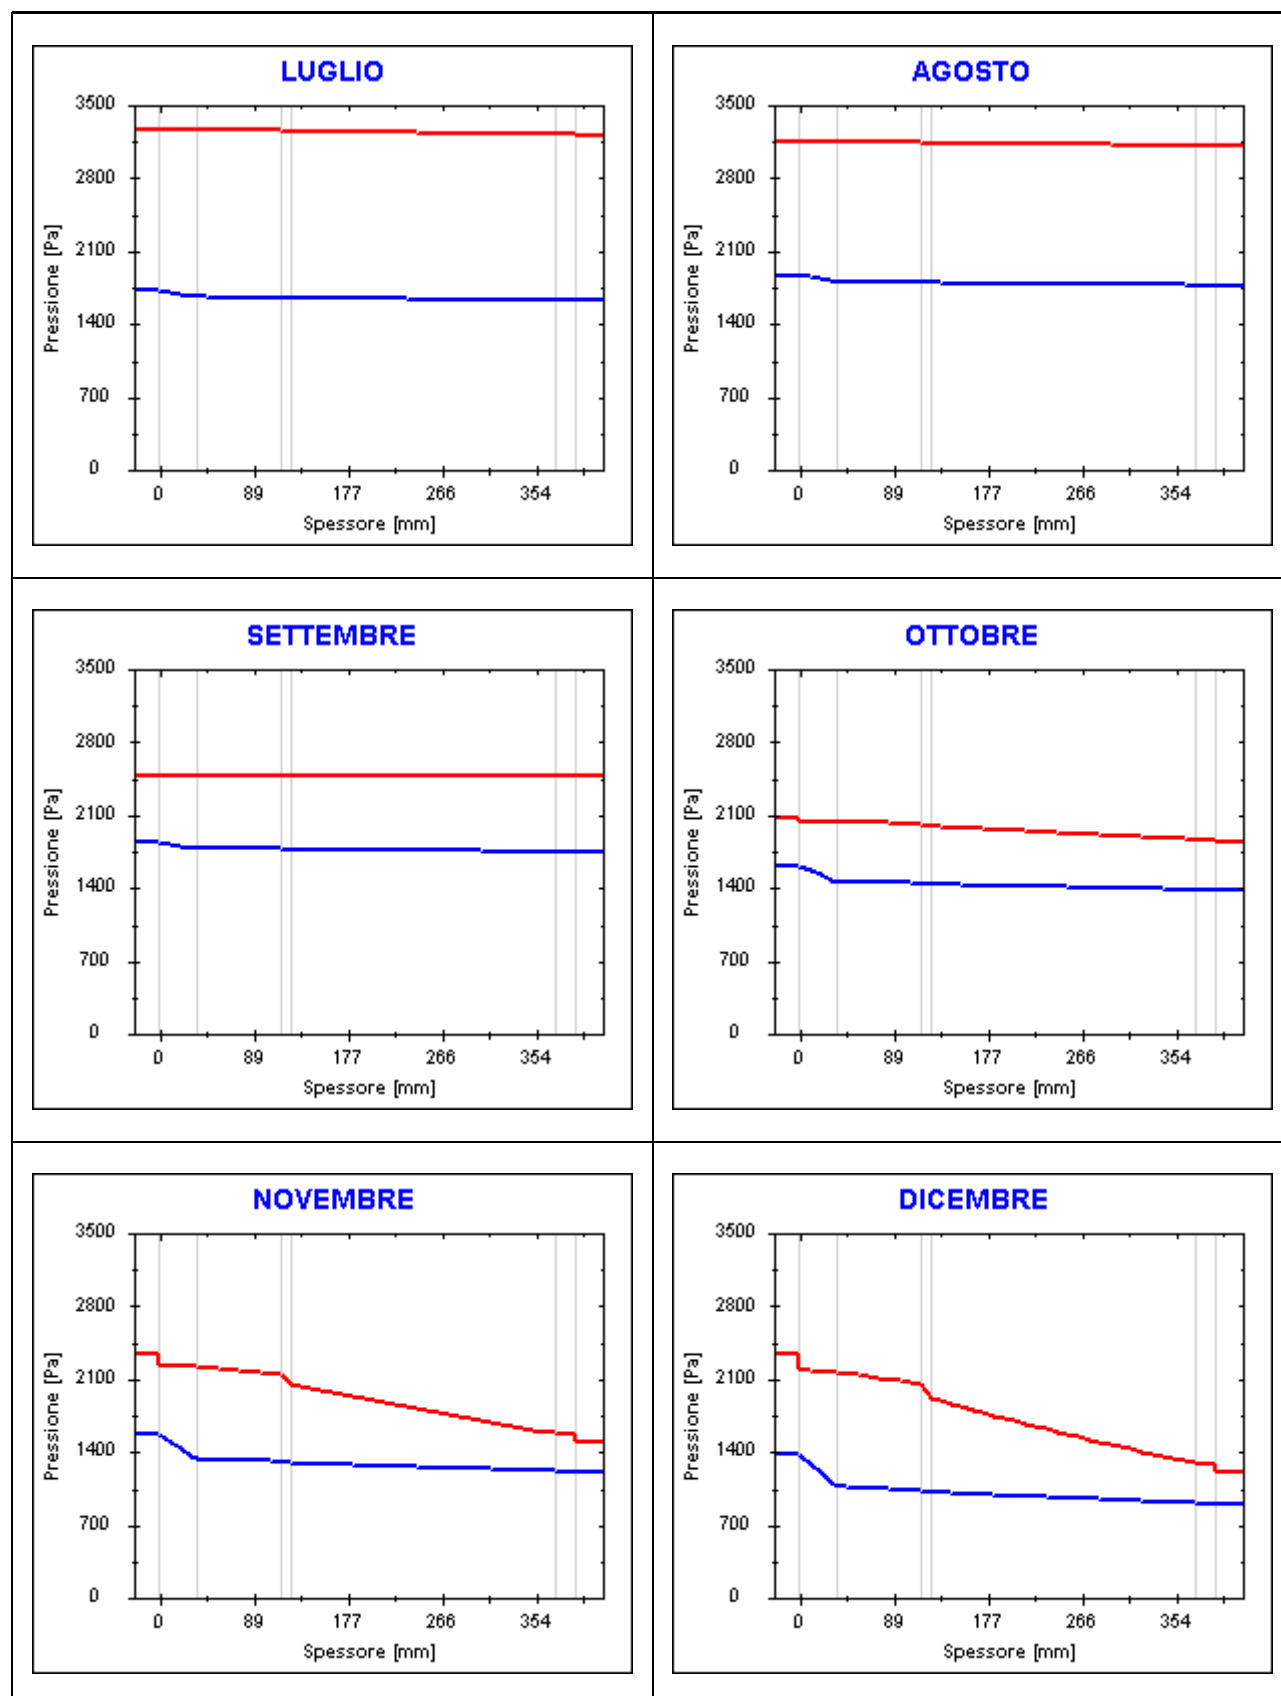 LUGLIO
3500
2800
2100
1400
700
0
Pressione [Pa]
0 89 177 266 354
Spessore [mm]
AGOSTO
3500
2800
2100
1400
700
0
Pressione [Pa]
0 89 177 266 354
Spessore [mm]
SETTEMBRE
3500
2800
2100
1400
700
0
Pressione [Pa]
0 89 177 266 354
Spessore [mm]
OTTOBRE
3500
2800
2100
1400
700
0
Pressione [Pa]
0 89 177 266 354
Spessore [mm]
NOVEMBRE
3500
2800
2100
1400
700
0
Pressione [Pa]
0 89 177 266 354
Spessore [mm]
DICEMBRE
3500
2800
2100
1400
700
0
Pressione [Pa]
0 89 177 266 354
Spessore [mm]